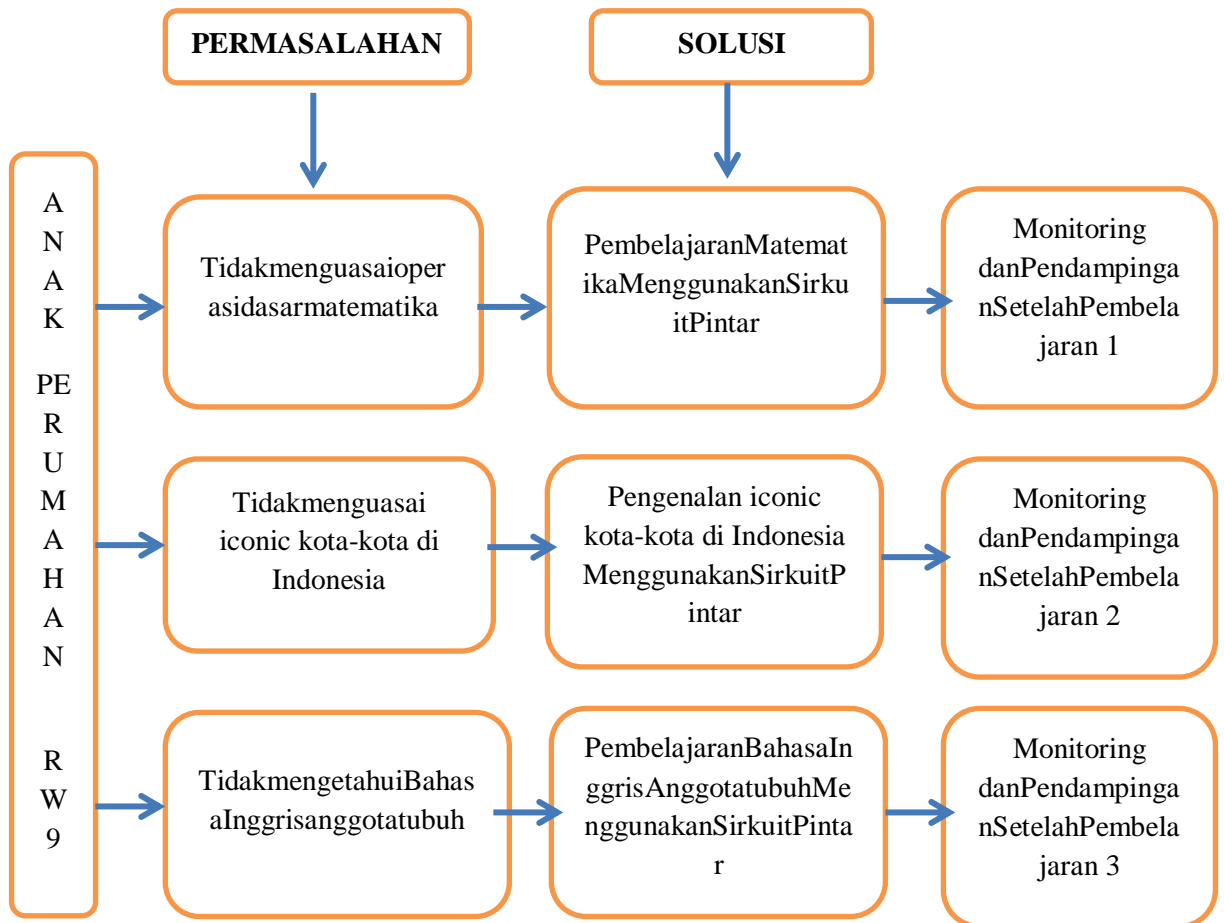 PERMASALAHAN
SOLUSI
A
N
A
K
PE
R
U
M
A
H
A
N
R
W
9
Tidakmenguasaioper
asidasarmatematika
PembelajaranMatemat
ikaMenggunakanSirku
itPintar
Monitoring
danPendampinga
nSetelahPembela
jaran 1
Tidakmenguasai
iconic kota-kota di
Indonesia
Pengenalan iconic
kota-kota di Indonesia
MenggunakanSirkuitP
intar
Monitoring
danPendampinga
nSetelahPembela
jaran 2
TidakmengetahuiBahas
aInggrisanggotatubuh
PembelajaranBahasaIn
ggrisAnggotatubuhMe
nggunakanSirkuitPinta
r
Monitoring
danPendampinga
nSetelahPembela
jaran 3